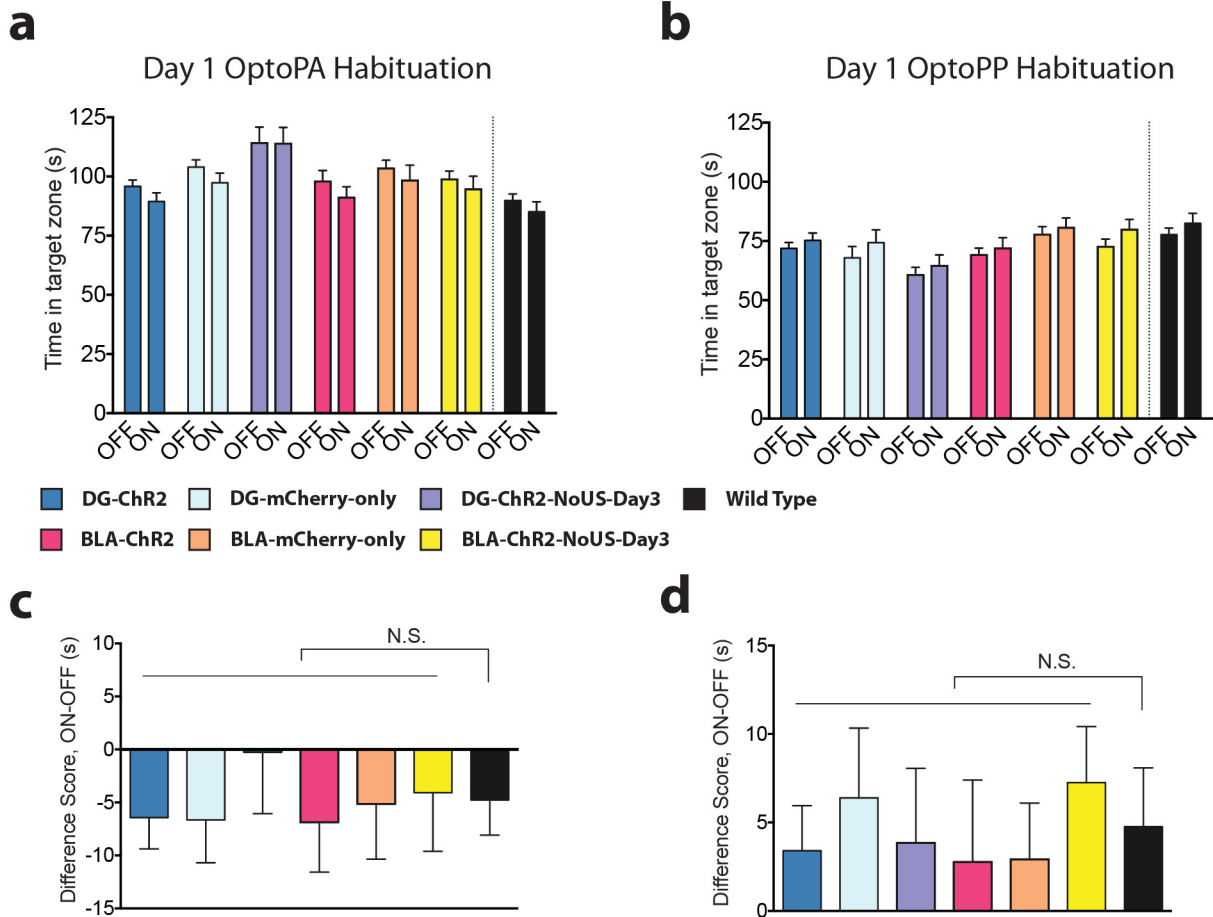 a
Day 1 OptoPA Habituation
125
100
75
50
25
0
Time in target zone (s)
OFF ON OFF ON OFF ON OFF ON OFF ON OFF ON OFF ON
b
Day 1 OptoPP Habituation
125
100
75
50
25
0
Time in target zone (s)
OFF ON OFF ON OFF ON OFF ON OFF ON OFF ON OFF ON
DG-ChR2 DG-mCherry-only DG-ChR2-NoUS-Day3 Wild Type
BLA-ChR2 BLA-mCherry-only BLA-ChR2-NoUS-Day3
c
N.S.
10
5
0
-5
-10
-15
Difference Score, ON-OFF (s)
d
N.S.
15
10
5
0
Difference Score, ON-OFF (s)